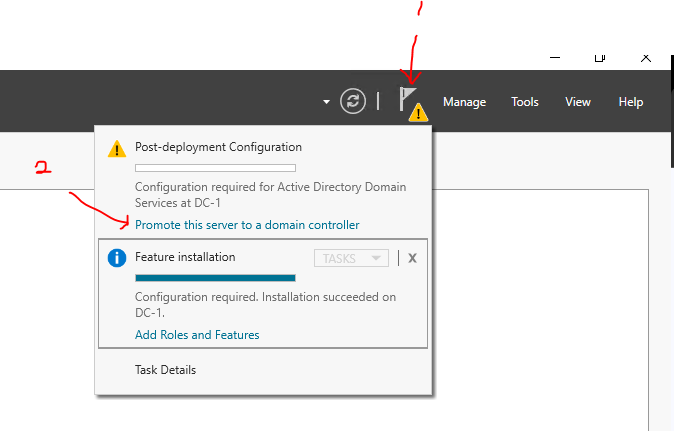 1
Manage Tools View Help
Post-deployment Configuration
2
Configuration required for Active Directory Domain
Services at DC-1
Promote this server to a domain controller
Feature installation TASKS X
Configuration required. Installation succeeded on
DC-1.
Add Roles and Features
Task Details